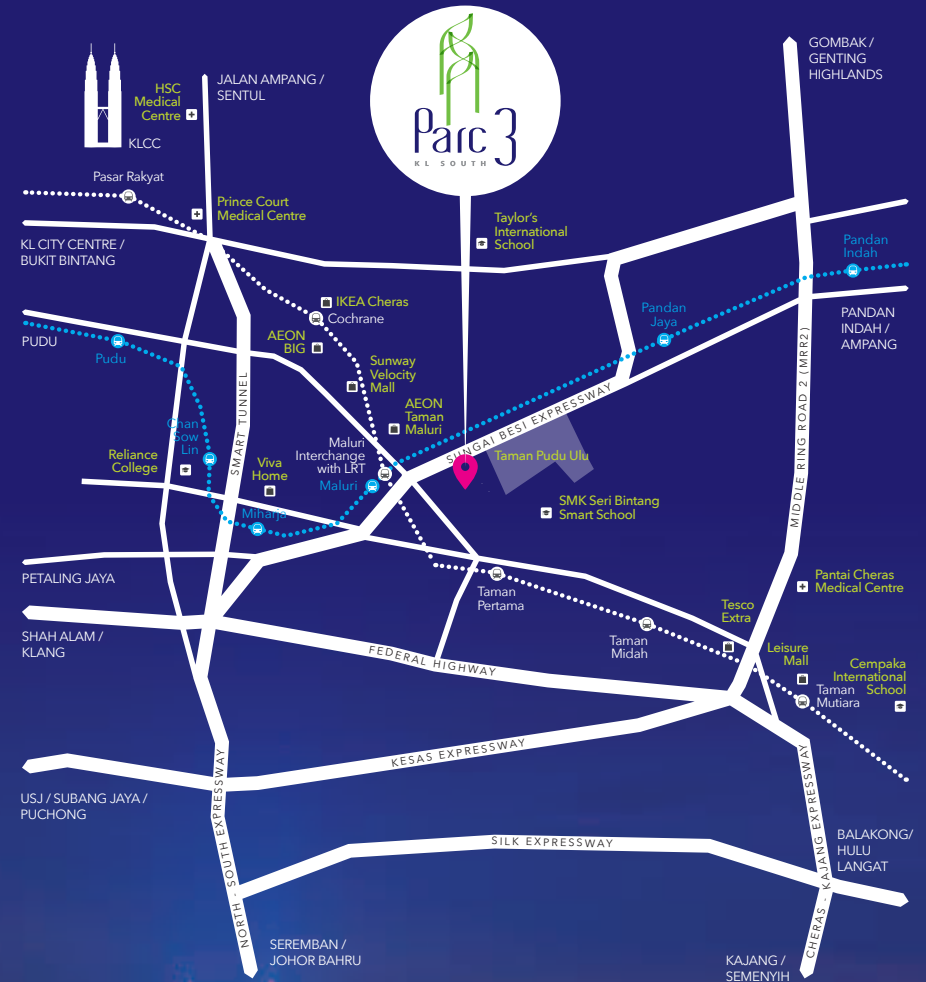 Parc 3
KL SOUTH
GOMBAK /
GENTING
HIGHLANDS
JALAN AMPANG /
SENTUL
HSC
Medical
Centre
KLCC
Pasar Rakyat
Prince Court
Medical Centre
Taylor's
International
School
KL CITY CENTRE /
BUKIT BINTANG
Pandan
Indah
IKEA Cheras
Cochrane
Pandan
Jaya
PANDAN
INDAH /
AMPANG
PUDU
Pudu
AEON
BIG
Sunway
Velocity
Mall
AEON
Taman
Maluri
SMART TUNNEL
SUNGAI BESI EXPRESSWAY
MIDDLE RING ROAD 2 (MRR2)
Chan
Sow
Lin
Reliance
College
Viva
Home
Maluri
Interchange
with LRT
Maluri
Taman Pudu Ulu
Miharja
SMK Seri Bintang
Smart School
PETALING JAYA
Taman
Pertama
Pantai Cheras
Medical Centre
Tesco
Extra
SHAH ALAM /
KLANG
Taman
Midah
FEDERAL HIGHWAY
Leisure
Mall
Cempaka
International
School
Taman
Mutiara
KESAS EXPRESSWAY
USJ / SUBANG JAYA /
PUCHONG
NORTH - SOUTH EXPRESSWAY
CHERAS - KAJANG EXPRESSWAY
SILK EXPRESSWAY
BALAKONG/
HULU
LANGAT
SEREMBAN /
JOHOR BAHRU
KAJANG /
SEMENYIH